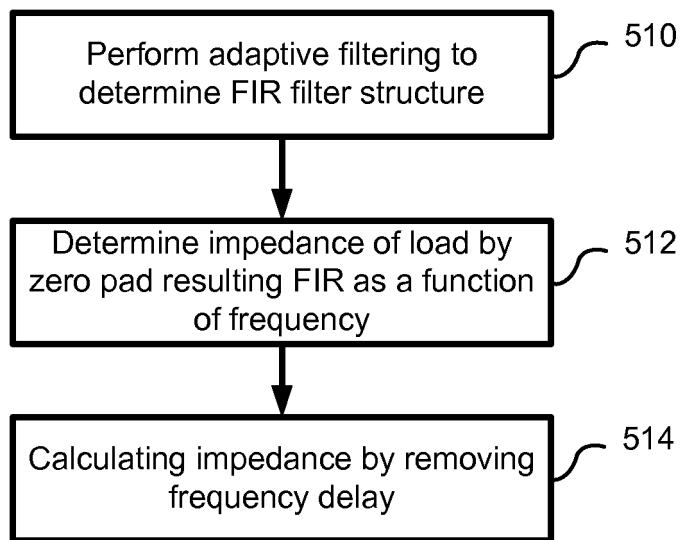 Perform adaptive filtering to
determine FIR filter structure
510
Determine impedance of load by
zero pad resulting FIR as a function
of frequency
512
Calculating impedance by removing
frequency delay
514